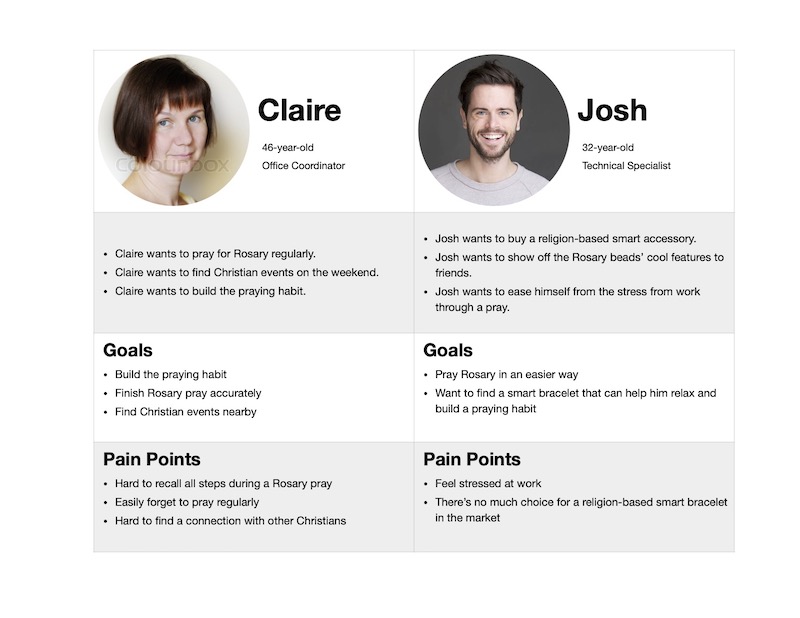 Claire
46-year-old
Office Coordinator
Colourbox
• Claire wants to pray for Rosary regularly.
• Claire wants to find Christian events on the weekend.
• Claire wants to build the praying habit.
Goals
• Build the praying habit
• Finish Rosary pray accurately
• Find Christian events nearby
Pain Points
• Hard to recall all steps during a Rosary pray
• Easily forget to pray regularly
• Hard to find a connection with other Christians
Josh
32-year-old
Technical Specialist
• Josh wants to buy a religion-based smart accessory.
• Josh wants to show off the Rosary beads’ cool features to
friends.
• Josh wants to ease himself from the stress from work
through a pray.
Goals
• Pray Rosary in an easier way
• Want to find a smart bracelet that can help him relax and
build a praying habit
Pain Points
• Feel stressed at work
• There’s no much choice for a religion-based smart bracelet
in the market